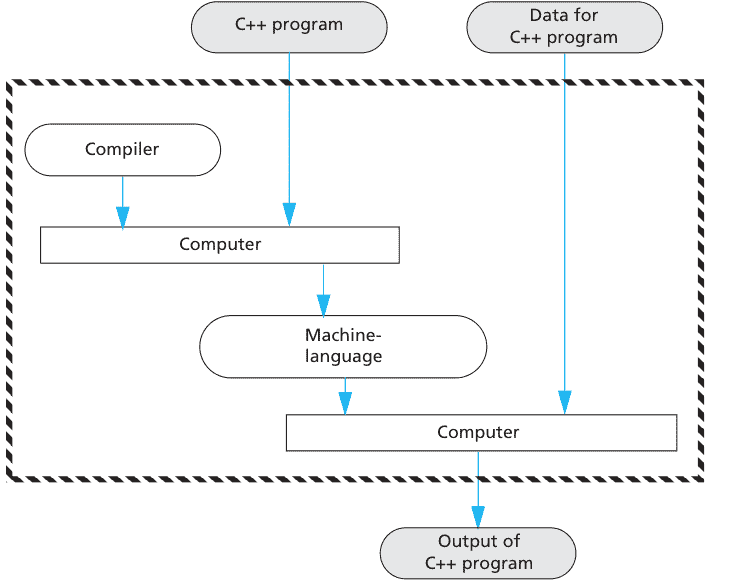 C++ program
Data for
C++ program
Compiler
Computer
Machine-
language
Computer
Output of
C++ program